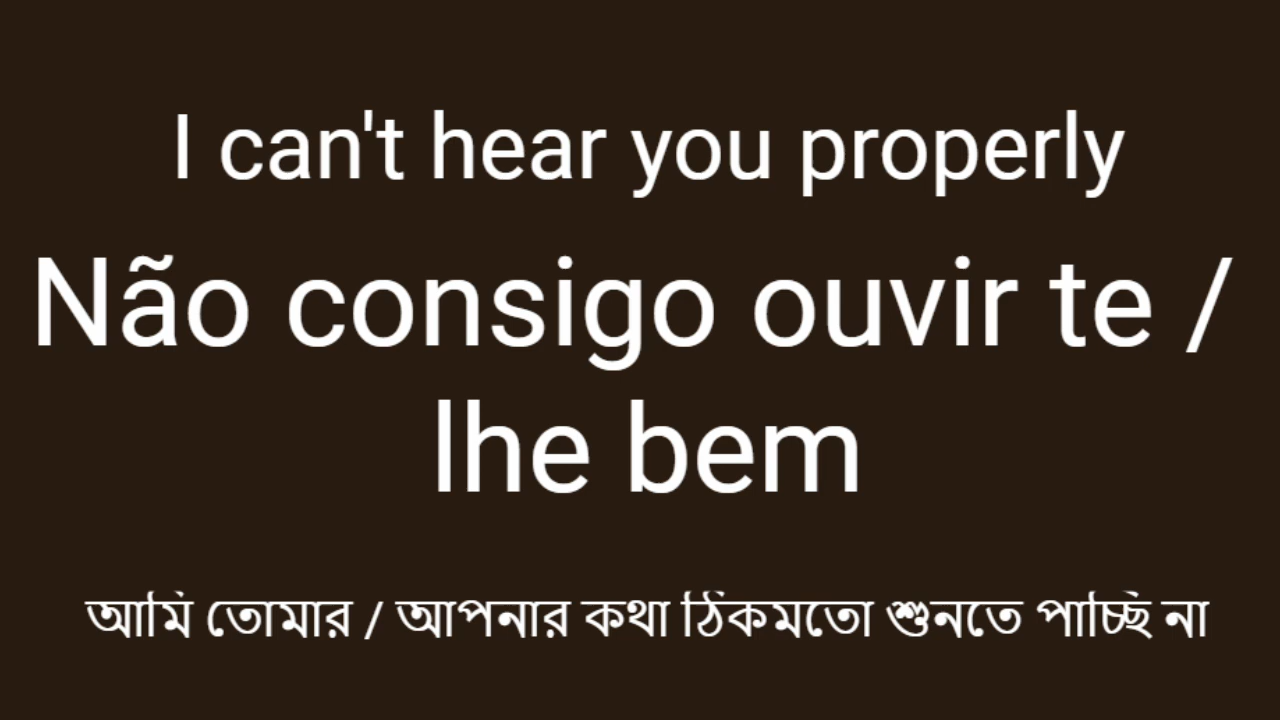 I can't hear you properly
Não consigo ouvir te /
lhe bem
আমি তোমার / আপনার কথা ঠিকমতো শুনতে পাচ্ছি না